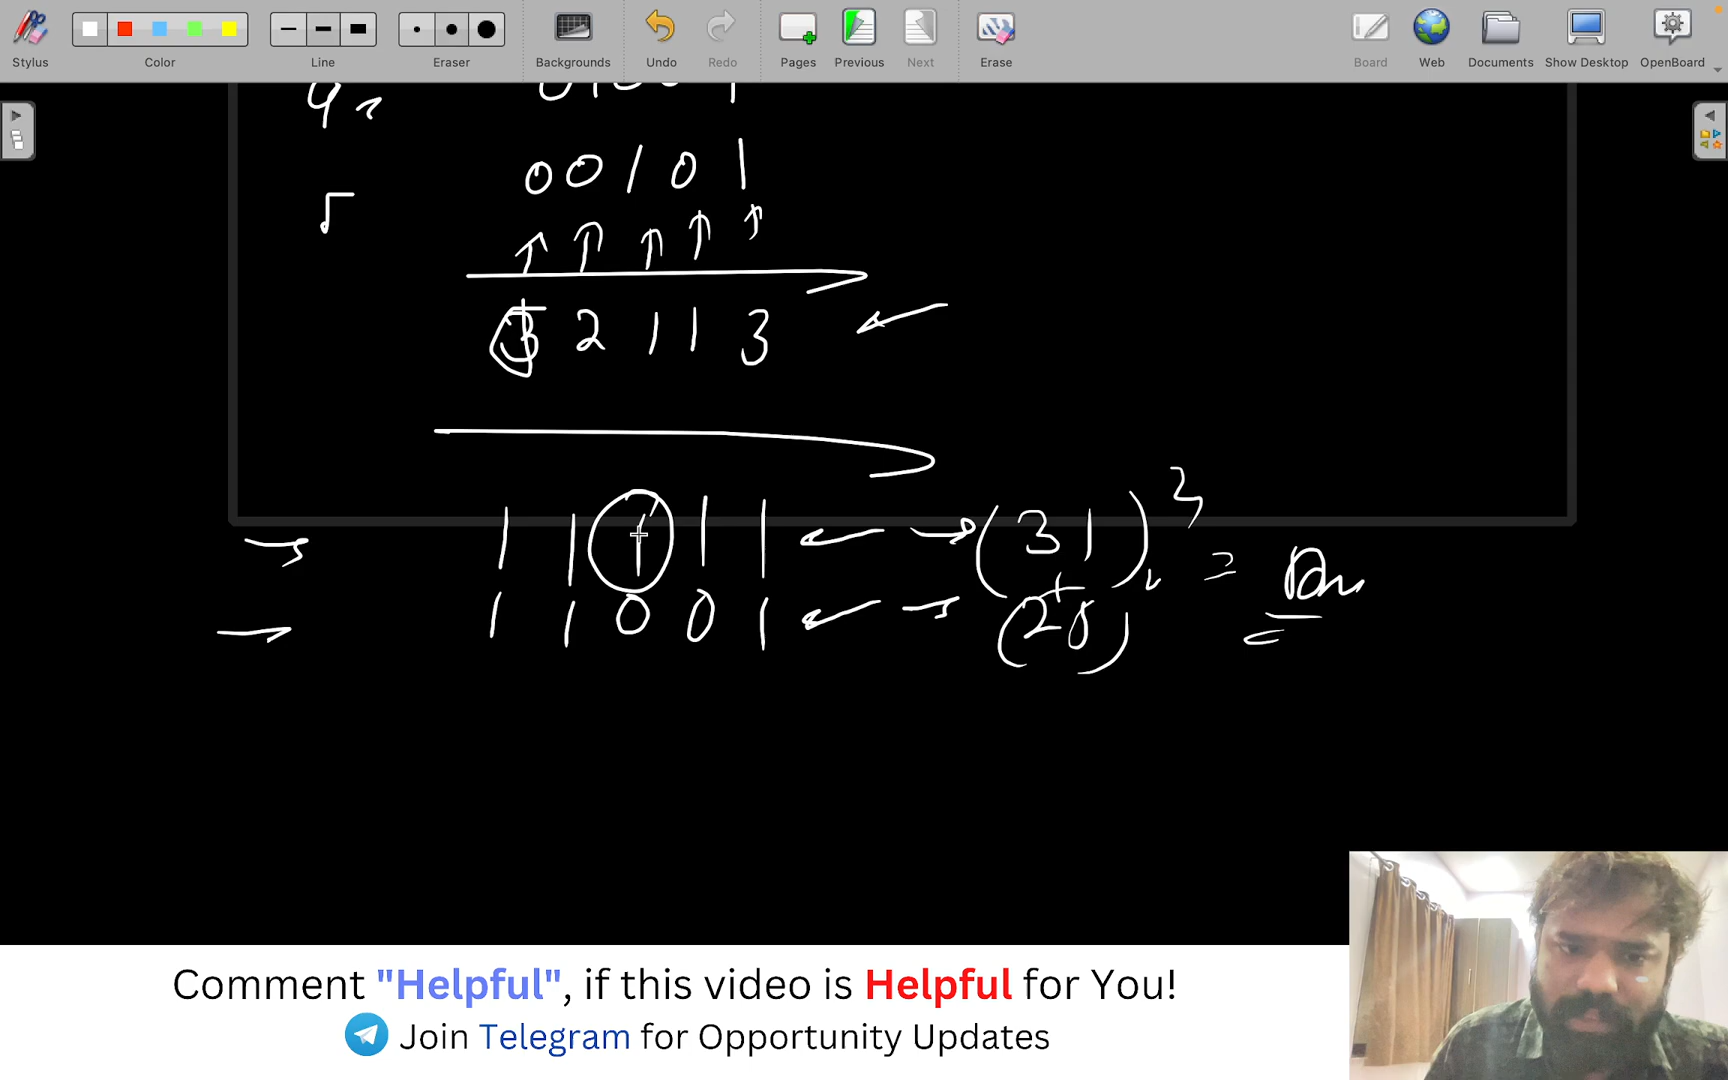 Stylus Color Line Eraser Backgrounds Undo Redo Pages Previous Next Erase Board Web Documents Show Desktop OpenBoard
0 0 1 0 1
5
3 2 1 1 3
1 1 1 1 1 (31)
1 1 0 0 1 (
Comment "Helpful", if this video is Helpful for You!
Join Telegram for Opportunity Updates